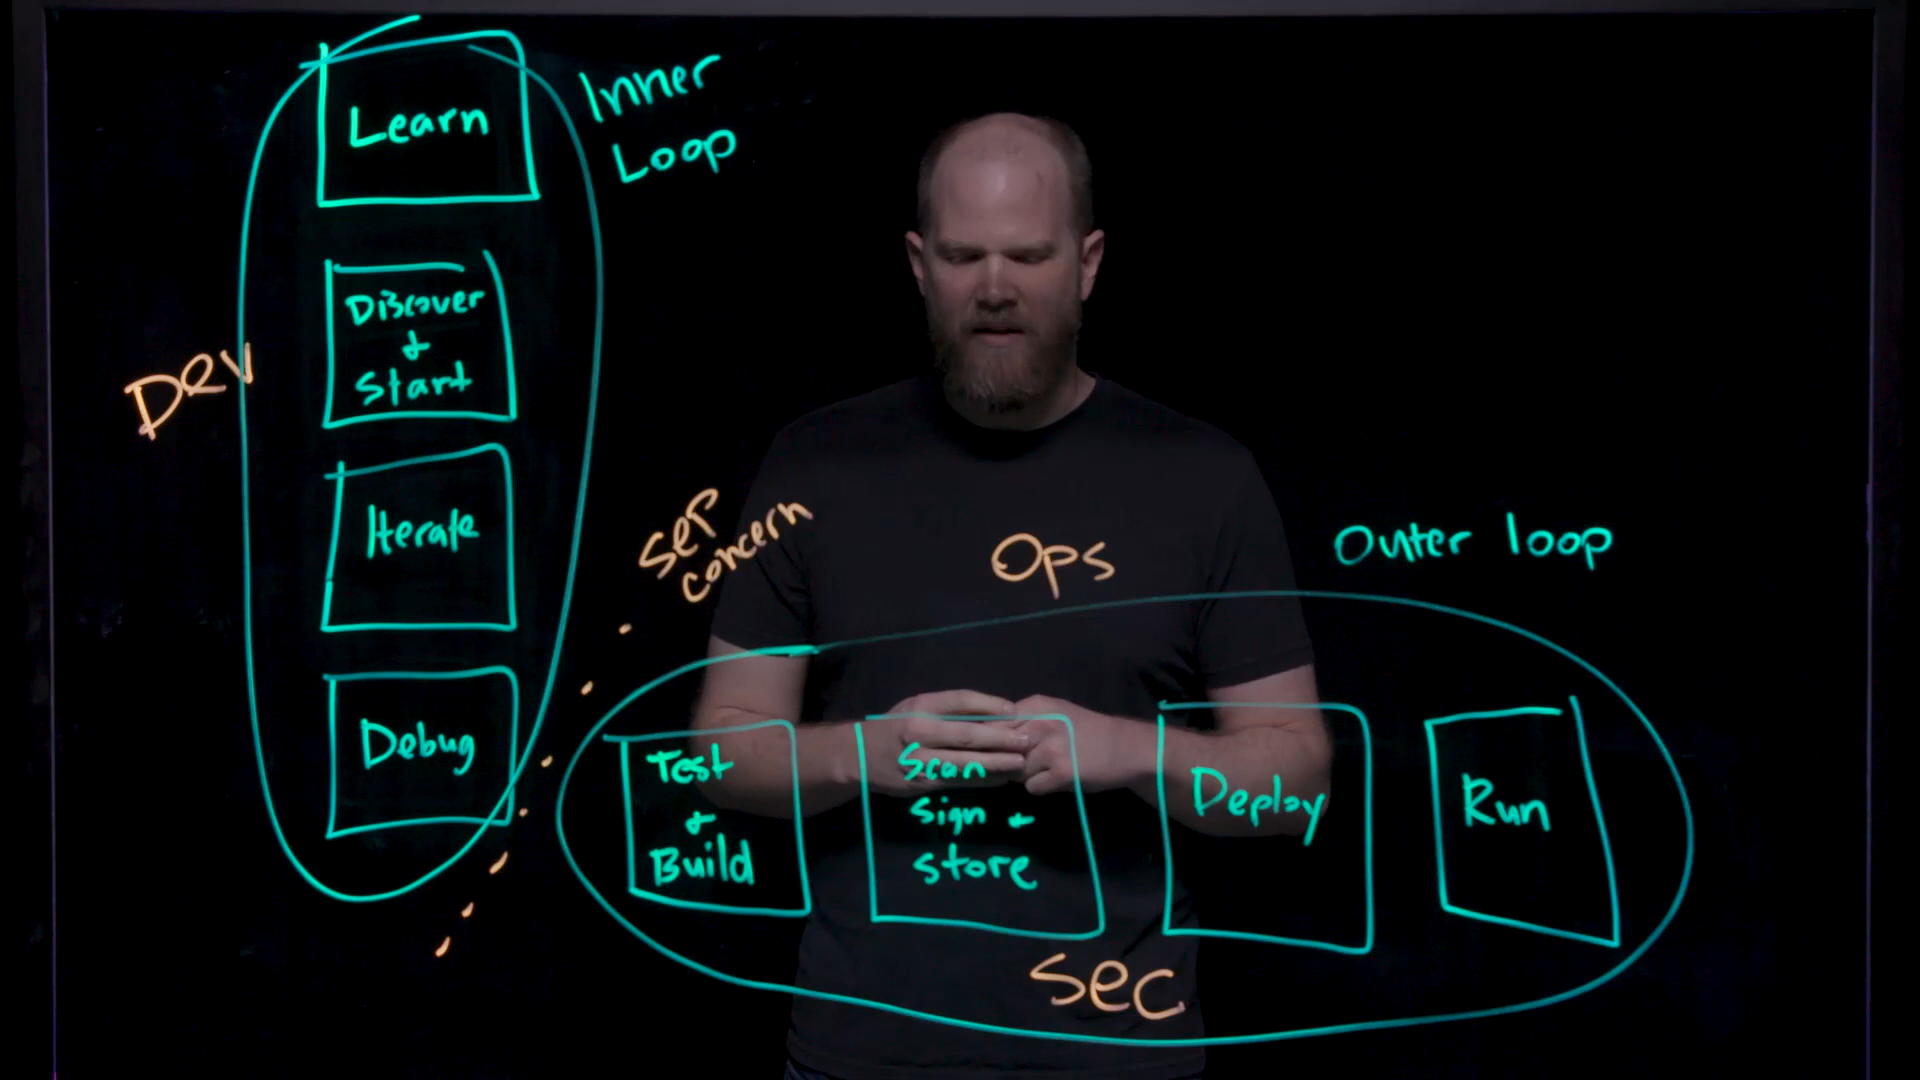 Inner
Loop
Learn
Discover
+
Start
Dev
Iterate
Debug
Sep
concern
Ops
Outer loop
Test
+
Build
Scan
Sign +
Store
Deploy
Run
Sec